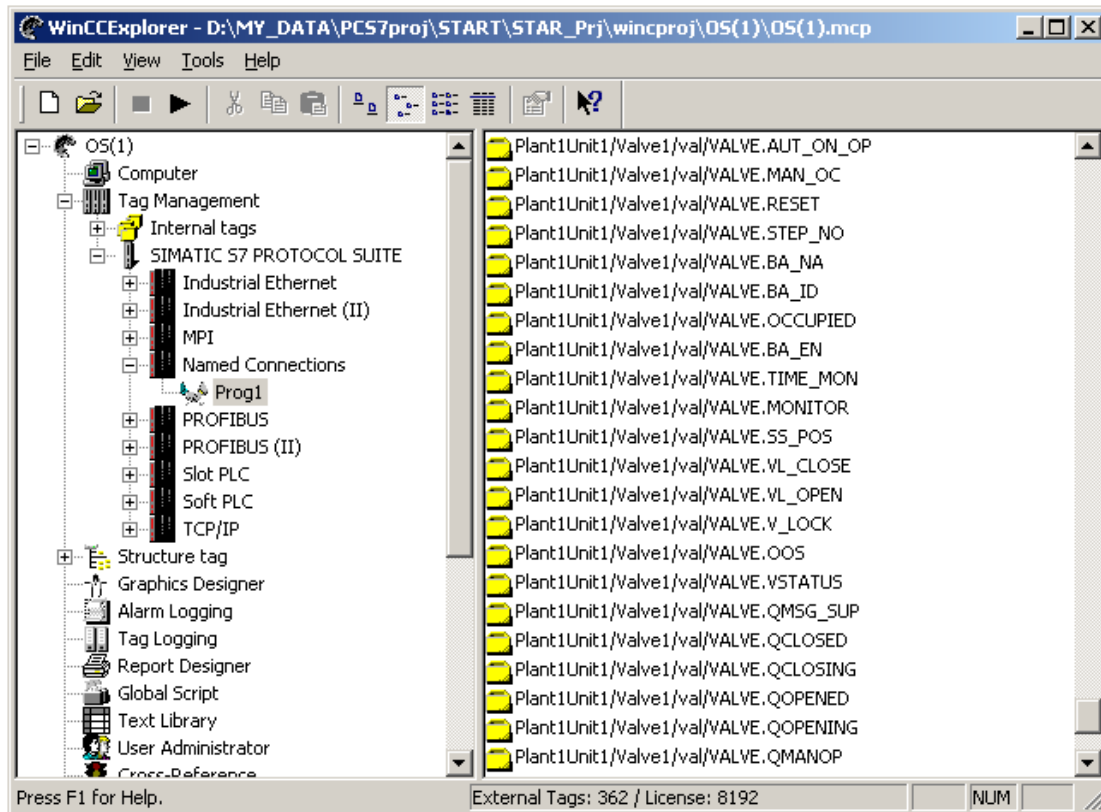 WinCCExplorer - D:\MY_DATA\PCS7proj\START\STAR_Prj\wincproj\OS(1)\OS(1).mcp
File Edit View Tools Help
OS(1)
Computer
Tag Management
Internal tags
SIMATIC S7 PROTOCOL SUITE
Industrial Ethernet
Industrial Ethernet (II)
MPI
Named Connections
Prog1
PROFIBUS
PROFIBUS (II)
Slot PLC
Soft PLC
TCP/IP
Structure tag
Graphics Designer
Alarm Logging
Tag Logging
Report Designer
Global Script
Text Library
User Administrator
Cross-Reference
Plant1Unit1/Valve1/val/VALVE.AUT_ON_OP
Plant1Unit1/Valve1/val/VALVE.MAN_OC
Plant1Unit1/Valve1/val/VALVE.RESET
Plant1Unit1/Valve1/val/VALVE.STEP_NO
Plant1Unit1/Valve1/val/VALVE.BA_NA
Plant1Unit1/Valve1/val/VALVE.BA_ID
Plant1Unit1/Valve1/val/VALVE.OCCUPIED
Plant1Unit1/Valve1/val/VALVE.BA_EN
Plant1Unit1/Valve1/val/VALVE.TIME_MON
Plant1Unit1/Valve1/val/VALVE.MONITOR
Plant1Unit1/Valve1/val/VALVE.SS_POS
Plant1Unit1/Valve1/val/VALVE.VL_CLOSE
Plant1Unit1/Valve1/val/VALVE.VL_OPEN
Plant1Unit1/Valve1/val/VALVE.V_LOCK
Plant1Unit1/Valve1/val/VALVE.OOS
Plant1Unit1/Valve1/val/VALVE.VSTATUS
Plant1Unit1/Valve1/val/VALVE.QMSG_SUP
Plant1Unit1/Valve1/val/VALVE.QCLOSED
Plant1Unit1/Valve1/val/VALVE.QCLOSING
Plant1Unit1/Valve1/val/VALVE.QOPENED
Plant1Unit1/Valve1/val/VALVE.QOPENING
Plant1Unit1/Valve1/val/VALVE.QMANOP
Press F1 for Help.
External Tags: 362 / License: 8192
NUM